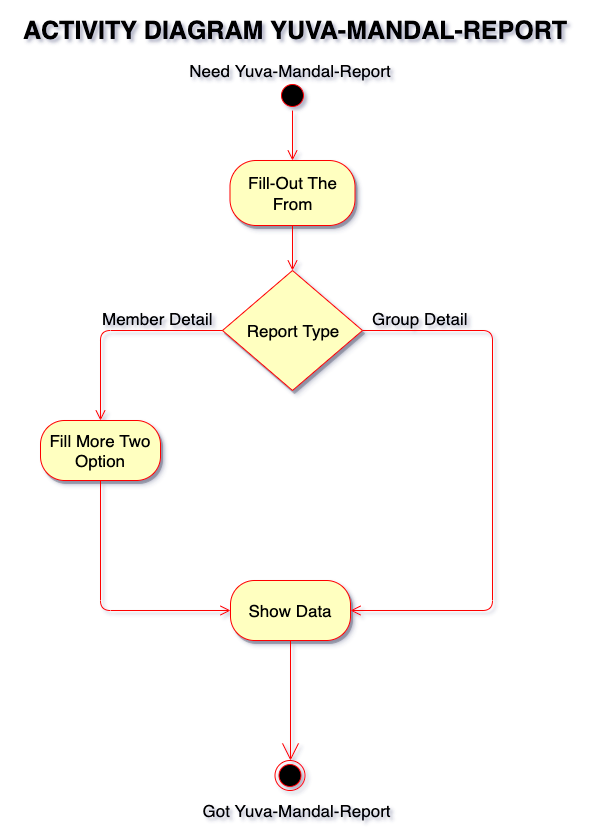 ACTIVITY DIAGRAM YUVA-MANDAL-REPORT
Need Yuva-Mandal-Report
Fill-Out The
From
Report Type
Member Detail
Group Detail
Fill More Two
Option
Show Data
Got Yuva-Mandal-Report